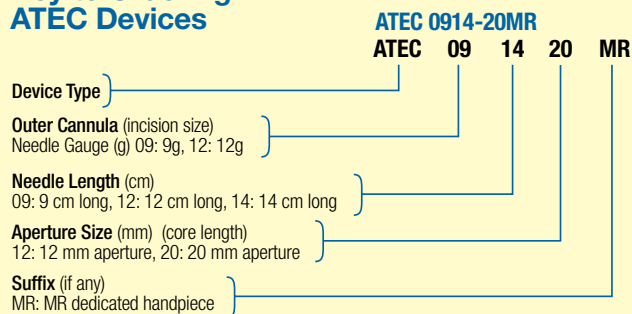 ATEC Devices
ATEC 0914-20MR
ATEC 09 14 20 MR
Device Type
Outer Cannula (incision size)
Needle Gauge (g) 09: 9g, 12: 12g
Needle Length (cm)
09: 9 cm long, 12: 12 cm long, 14: 14 cm long
Aperture Size (mm) (core length)
12: 12 mm aperture, 20: 20 mm aperture
Suffix (if any)
MR: MR dedicated handpiece